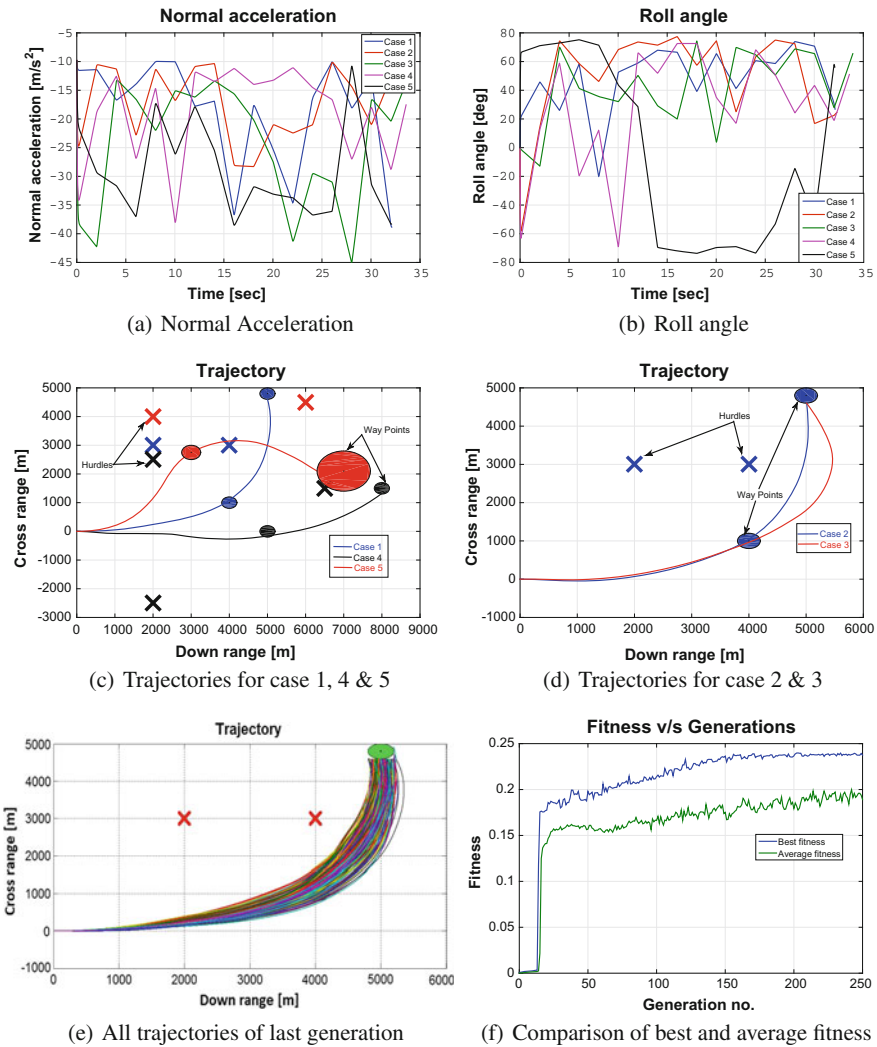 Normal acceleration
Normal acceleration [m/s²]
-5
-10
-15
-20
-25
-30
-35
-40
-45
Case 1
Case 2
Case 3
Case 4
Case 5
0
5
10
15
20
25
30
35
Time [sec]
(a) Normal Acceleration
Roll angle
Roll angle [deg]
80
60
40
20
0
-20
-40
-60
-80
Case 1
Case 2
Case 3
Case 4
Case 5
0
5
10
15
20
25
30
35
Time [sec]
(b) Roll angle
Trajectory
Cross range [m]
5000
4000
3000
2000
1000
0
-1000
-2000
-3000
Hurdles
Way Points
Case 1
Case 4
Case 5
0 1000 2000 3000 4000 5000 6000 7000 8000 9000
Down range [m]
(c) Trajectories for case 1, 4 & 5
Trajectory
Cross range [m]
5000
4000
3000
2000
1000
0
-1000
Hurdles
Way Points
Case 2
Case 3
0 1000 2000 3000 4000 5000 6000
Down range [m]
(d) Trajectories for case 2 & 3
Trajectory
Cross range [m]
5000
4000
3000
2000
1000
0
-1000
0 1000 2000 3000 4000 5000 6000
Down range [m]
(e) All trajectories of last generation
Fitness v/s Generations
Fitness
0.25
0.2
0.15
0.1
0.05
0
Best fitness
Average fitness
0 50 100 150 200 250
Generation no.
(f) Comparison of best and average fitness